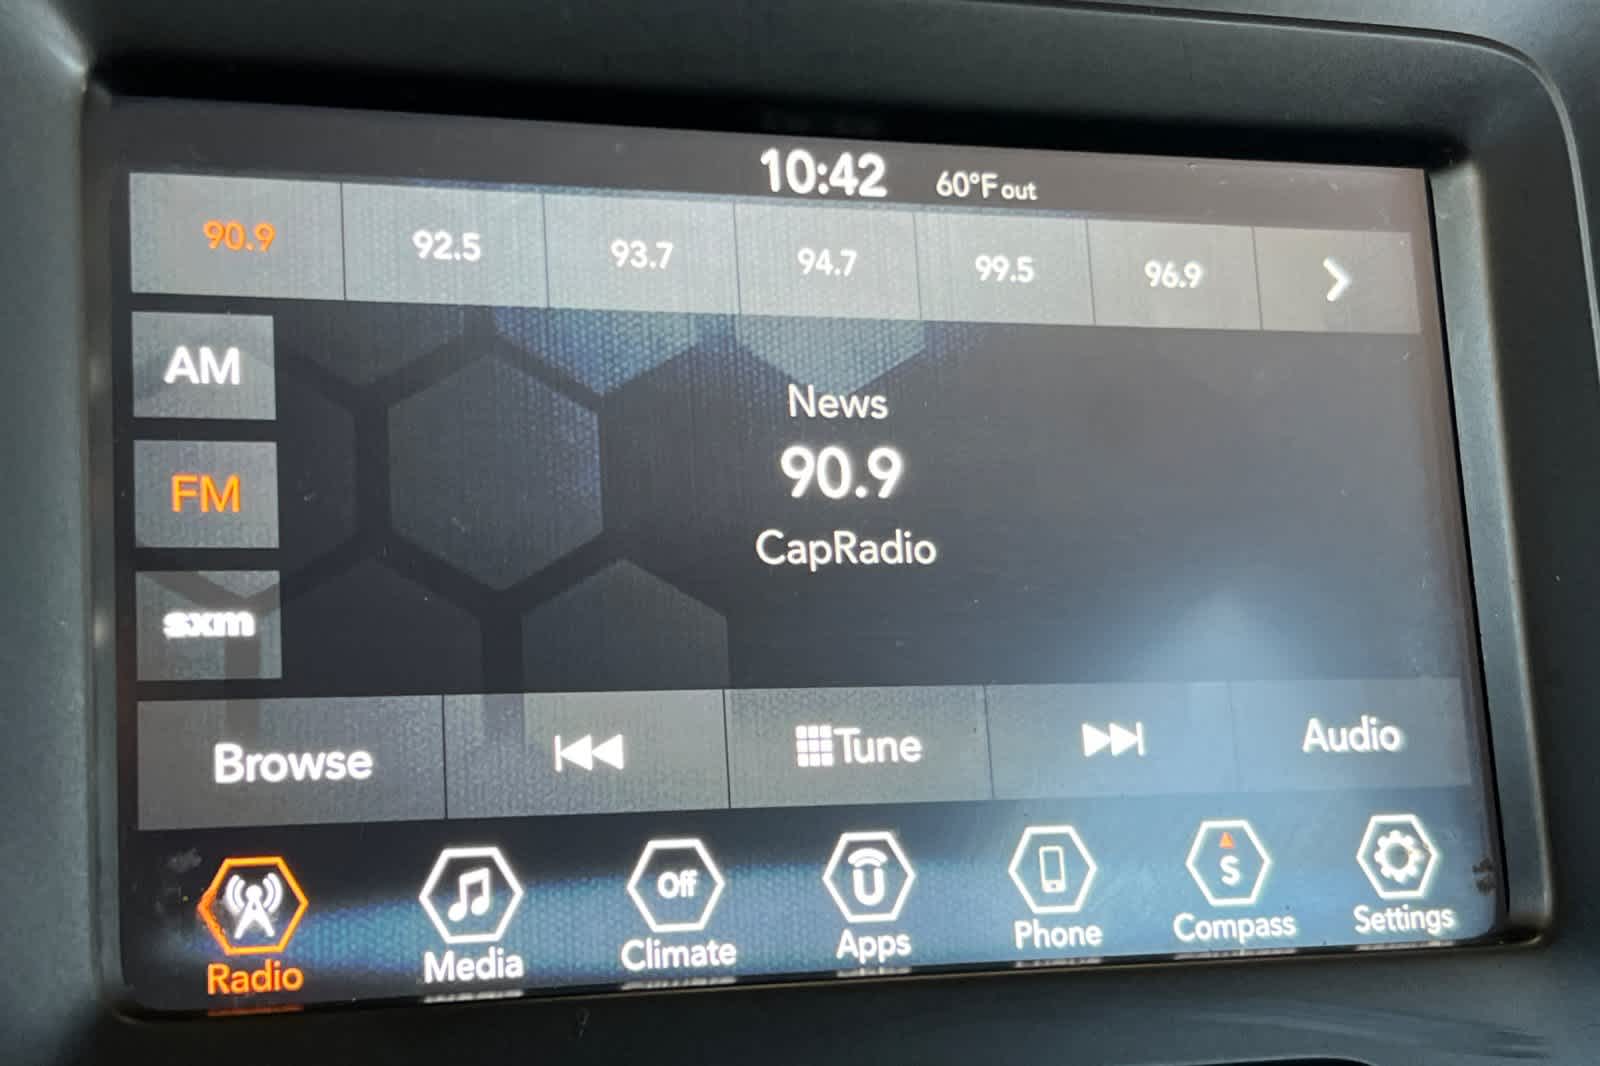 10:42 60°F out
90.9 92.5 93.7 94.7 99.5 96.9
AM
FM
sxm
News
90.9
CapRadio
Browse Tune Audio
Off U S
Radio Media Climate Apps Phone Compass Settings